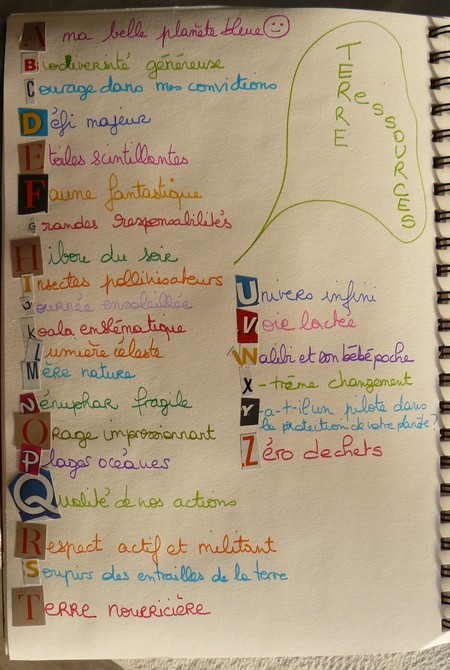 A ma belle planète bleue
Biodiversité généreuse
Courage dans mes convictions
Défi majeur
Etoiles scintillantes
Faune fantastique
Grandes responsabilités
Hibou du soir
Insectes pollinisateurs
Journée ensoleillée
Koala emblématique
Lumière céleste
Mère nature
Nénuphar fragile
Orage impressionnant
Plages océanes
Qualité de nos actions
Respect actif et militant
Soupirs des entrailles de la terre
Terre nourricière
TERRE
ressources
Univers infini
Voie lactée
Walibi et son bébé poche
X-trême changement
Y-a-t-il un pilote dans
la protection de votre planète?
Zéro dechets